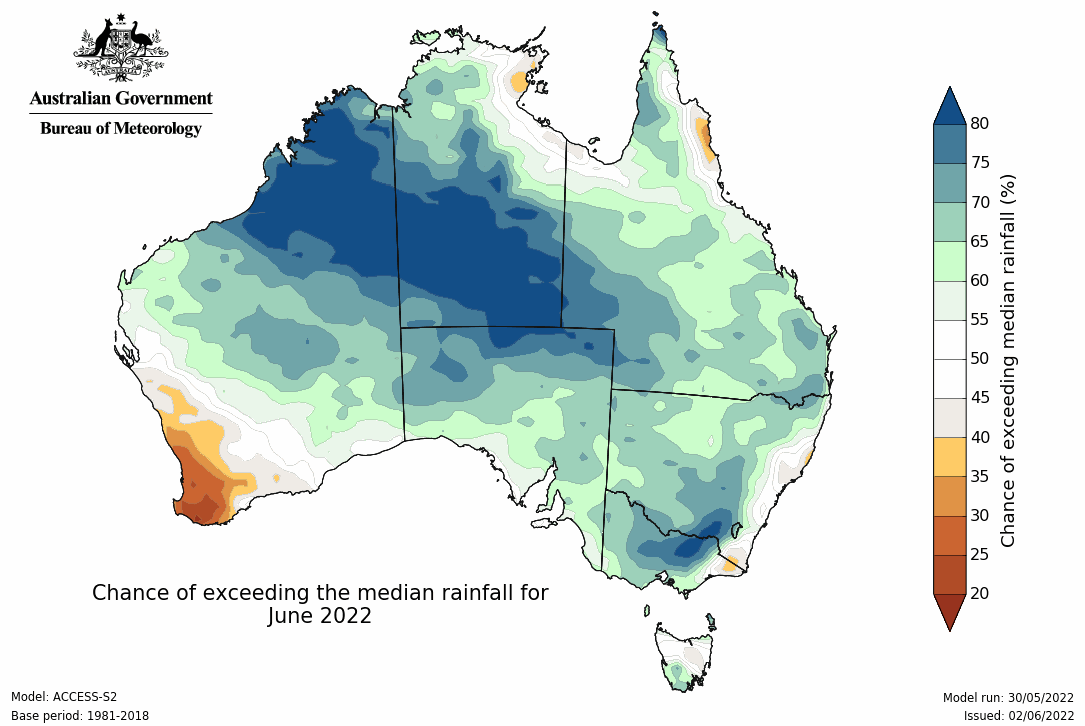 AUSTRALIA
Australian Government
Bureau of Meteorology
80
75
70
65
60
55
50
45
40
35
30
25
20
Chance of exceeding median rainfall (%)
Chance of exceeding the median rainfall for
June 2022
Model: ACCESS-S2
Base period: 1981-2018
Model run: 30/05/2022
Issued: 02/06/2022